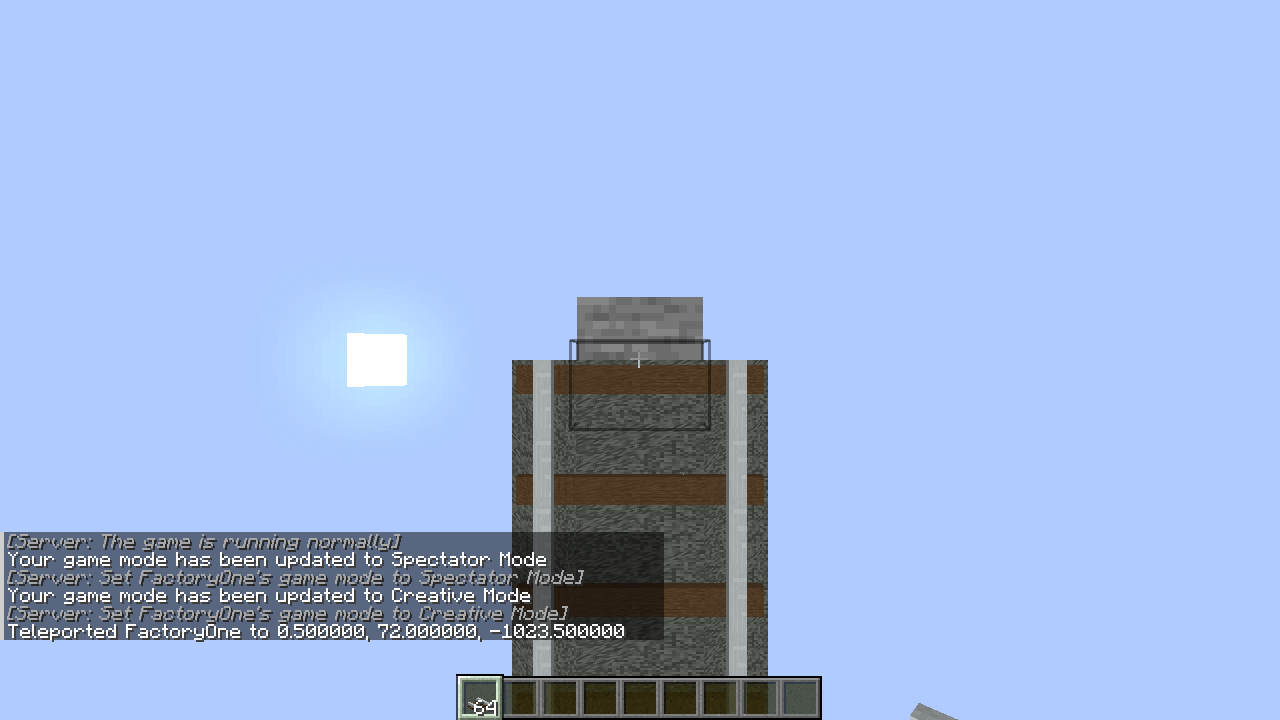 [Server: The game is running normally]
Your game mode has been updated to Spectator Mode
[Server: Set FactoryOne's game mode to Spectator Mode]
Your game mode has been updated to Creative Mode
[Server: Set FactoryOne's game mode to Creative Mode]
Teleported FactoryOne to 0.500000, 72.000000, -1023.500000
64